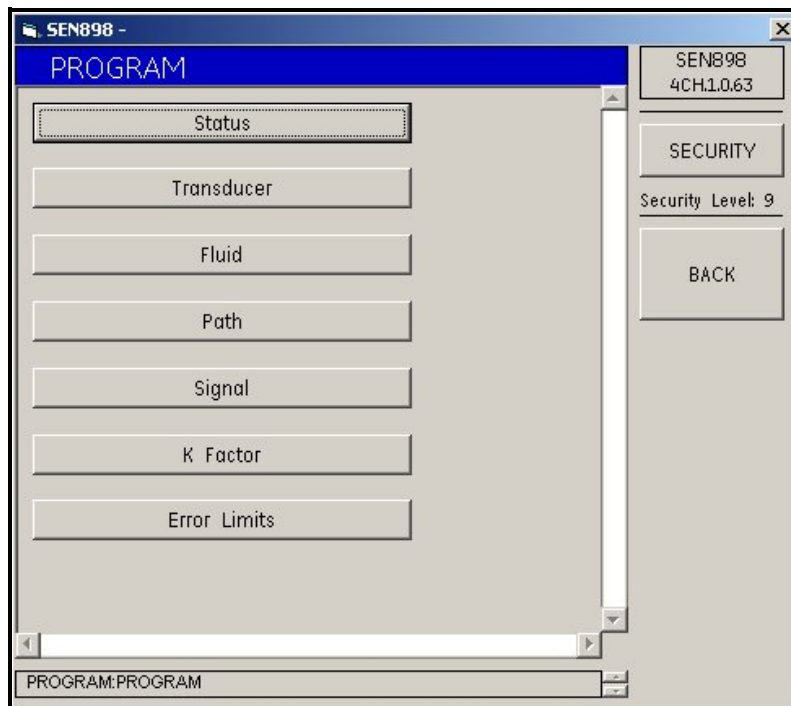 SEN898 -
PROGRAM
SEN898
4CH.1.0.63
Status
SECURITY
Transducer
Security Level: 9
Fluid
BACK
Path
Signal
K Factor
Error Limits
PROGRAM:PROGRAM